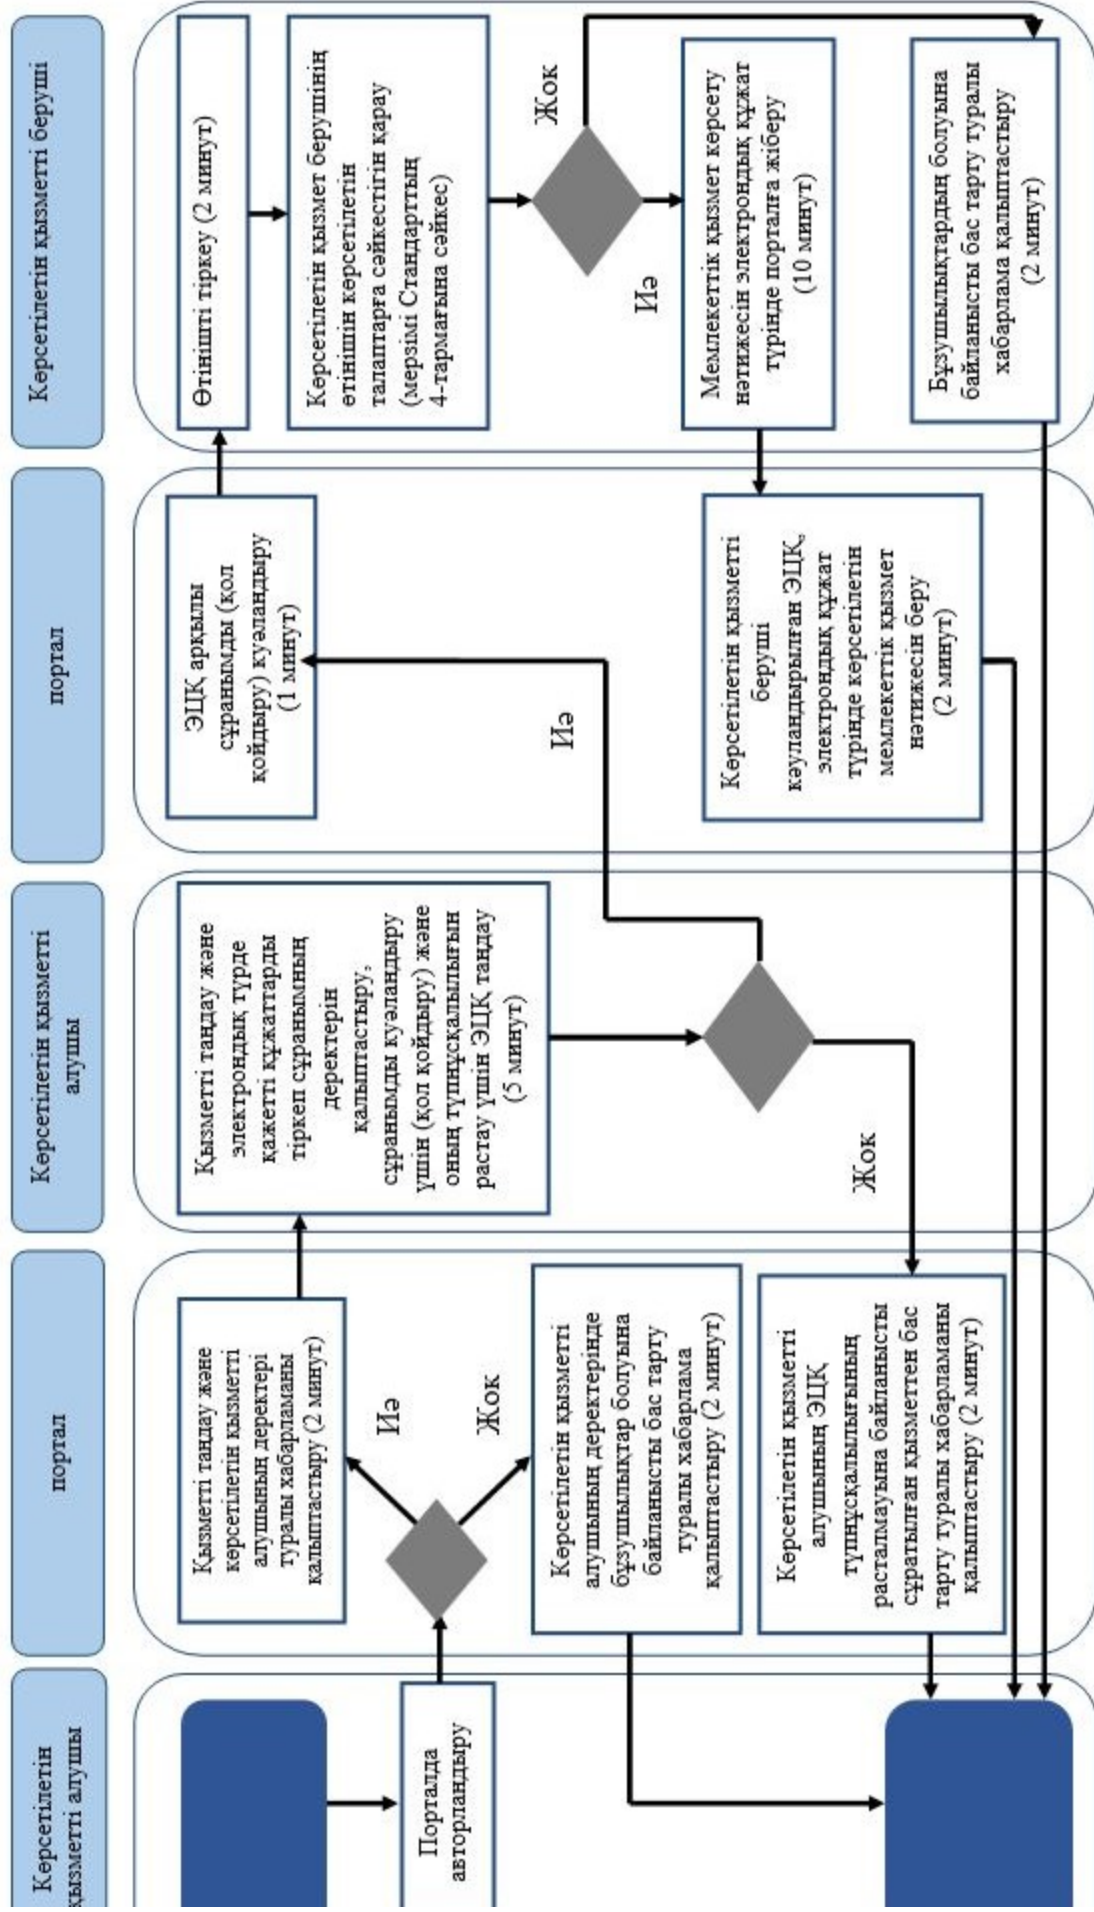 Көрсетілетін
қызметті алушы
портал
Көрсетілетін қызметті
алушы
портал
Көрсетілетін қызметті беруші
Порталда
авторландыру
Қызметті таңдау және
көрсетілетін қызметті
алушының деректері
туралы хабарламаны
қалыптастыру (2 минут)
Иә
Жоқ
Көрсетілетін қызметті
алушының деректерінде
бұзушылықтар болуына
байланысты бас тарту
туралы хабарлама
қалыптастыру (2 минут)
Көрсетілетін қызметті
алушының ЭЦҚ
түпнұсқалылығының
расталмауына байланысты
сұратылған қызметтен бас
тарту туралы хабарламаны
қалыптастыру (2 минут)
Қызметті таңдау және
электрондық түрде
қажетті құжаттарды
тіркеп сұранымның
деректерін
қалыптастыру,
сұранымды куәландыру
үшін (қол қойдыру) және
оның түпнұсқалылығын
растау үшін ЭЦҚ таңдау
(5 минут)
Жоқ
Иә
ЭЦҚ арқылы
сұранымды (қол
қойдыру) куәландыру
(1 минут)
Көрсетілетін қызметті
беруші
кәуландырылған ЭЦҚ,
электрондық құжат
түрінде көрсетілетін
мемлекеттік қызмет
нәтижесін беру
(2 минут)
Өтінішті тіркеу (2 минут)
Көрсетілетін қызмет берушінің
өтінішін көрсетілетін
талаптарға сәйкестігін қарау
(мерзімі Стандарттың
4-тармағына сәйкес)
Жоқ
Иә
Мемлекеттік қызмет көрсету
нәтижесін электрондық құжат
түрінде порталға жіберу
(10 минут)
Бұзушылықтардың болуына
байланысты бас тарту туралы
хабарлама қалыптастыру
(2 минут)